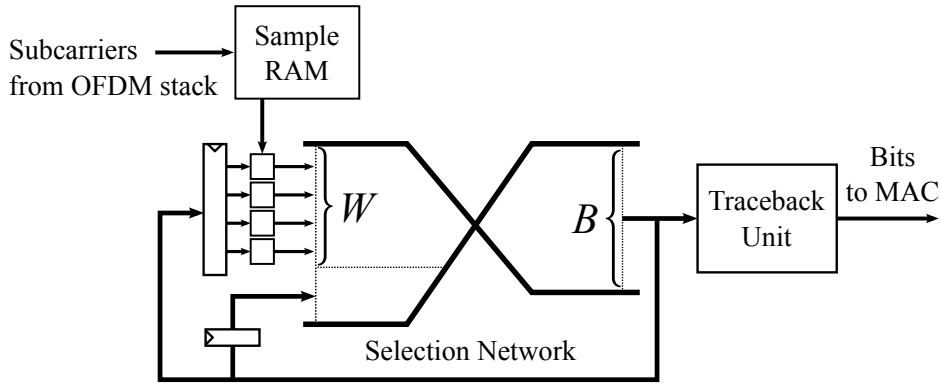 Subcarriers
from OFDM stack
Sample
RAM
W
B
Traceback
Unit
Bits
to MAC
Selection Network